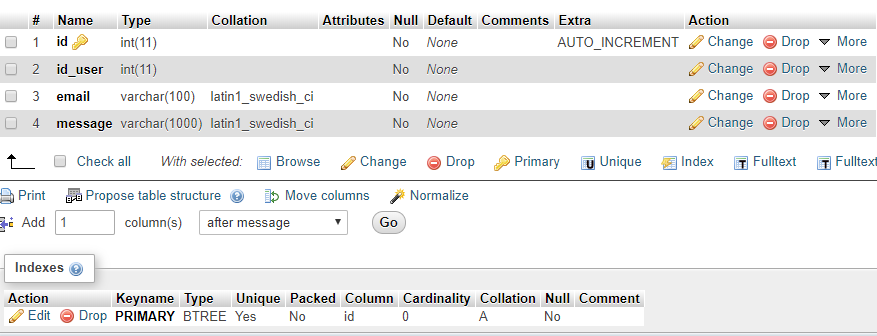 # Name Type Collation Attributes Null Default Comments Extra Action
1 id int(11) No None AUTO_INCREMENT Change Drop More
2 id_user int(11) No None Change Drop More
3 email varchar(100) latin1_swedish_ci No None Change Drop More
4 message varchar(1000) latin1_swedish_ci No None Change Drop More
Check all With selected: Browse Change Drop Primary Unique Index Fulltext Fulltext
Print Propose table structure Move columns Normalize
Add 1 column(s) after message Go
Indexes
Action Keyname Type Unique Packed Column Cardinality Collation Null Comment
Edit Drop PRIMARY BTREE Yes No id 0 A No